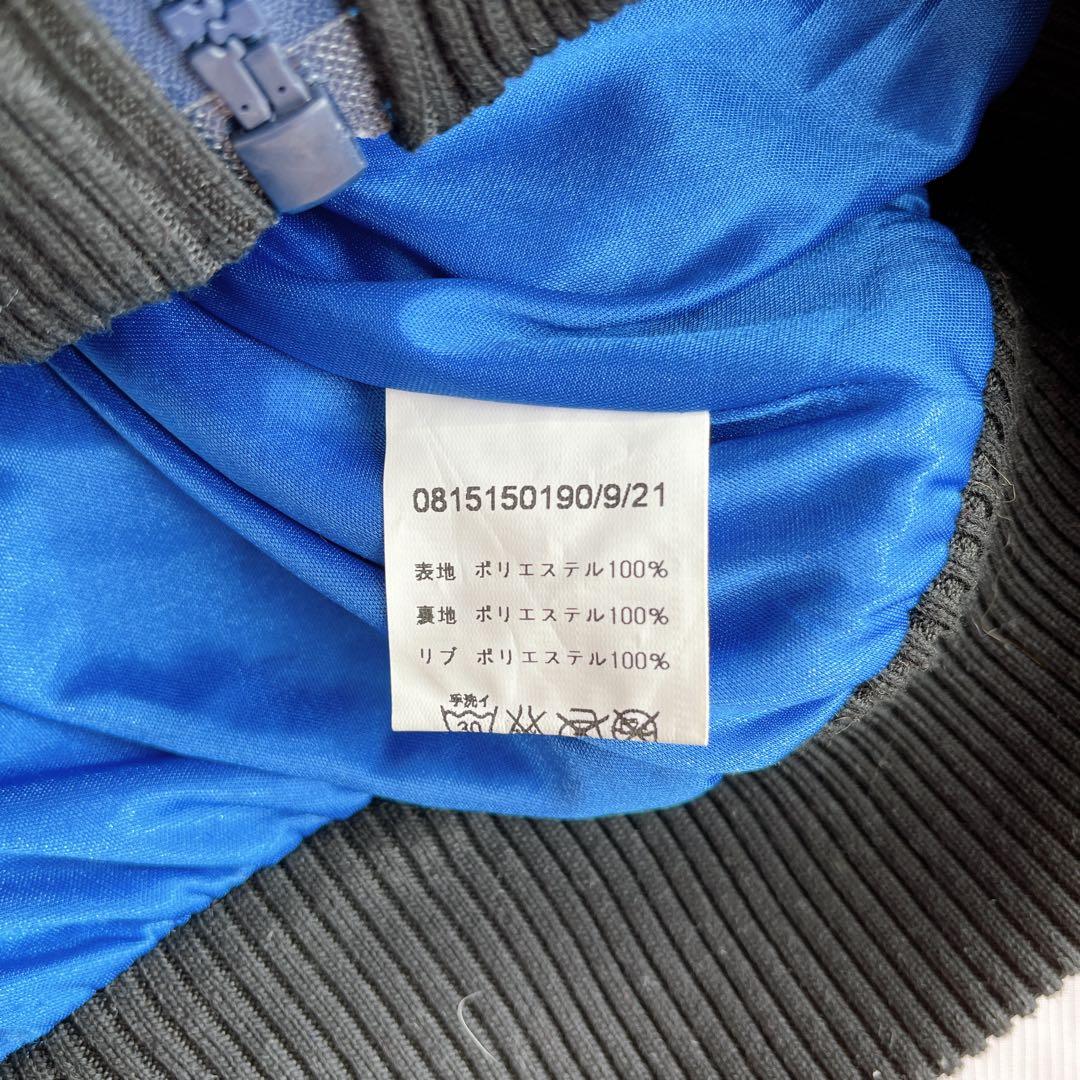 0815150190/9/21
表地 ポリエステル100%
裏地 ポリエステル100%
リブ ポリエステル100%
手洗イ
30